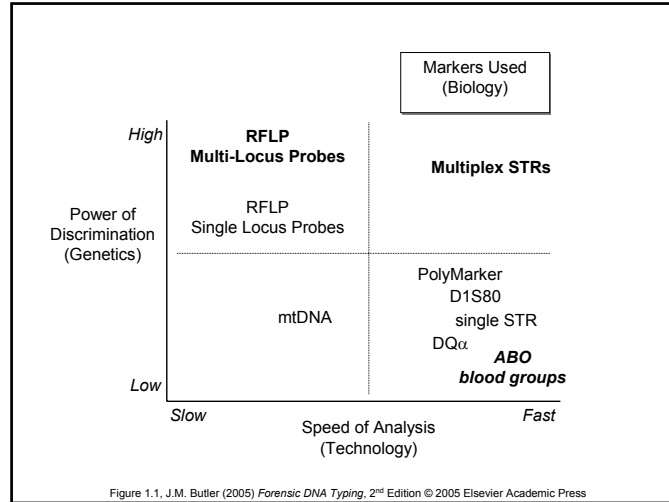 Markers Used
(Biology)
High
RFLP
Multi-Locus Probes
Multiplex STRs
Power of
Discrimination
(Genetics)
RFLP
Single Locus Probes
PolyMarker
D1S80
mtDNA
single STR
DQα
ABO
blood groups
Low
Slow
Speed of Analysis
(Technology)
Fast
Figure 1.1, J.M. Butler (2005) Forensic DNA Typing, 2nd Edition © 2005 Elsevier Academic Press